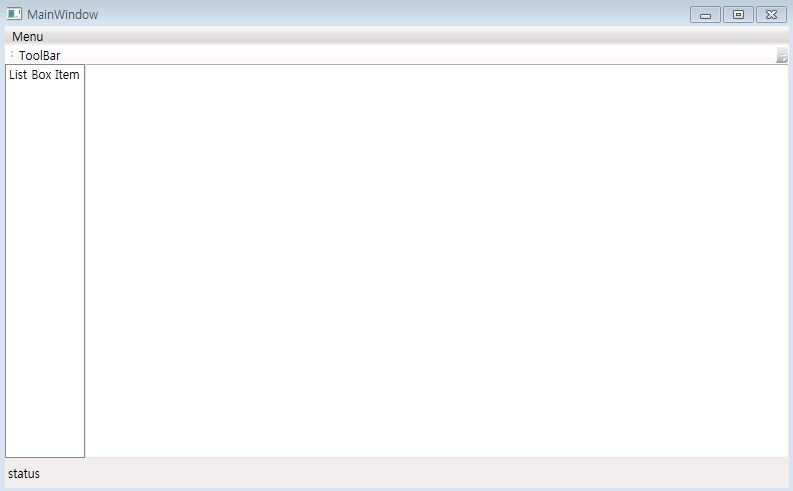 MainWindow
Menu
ToolBar
List Box Item
status